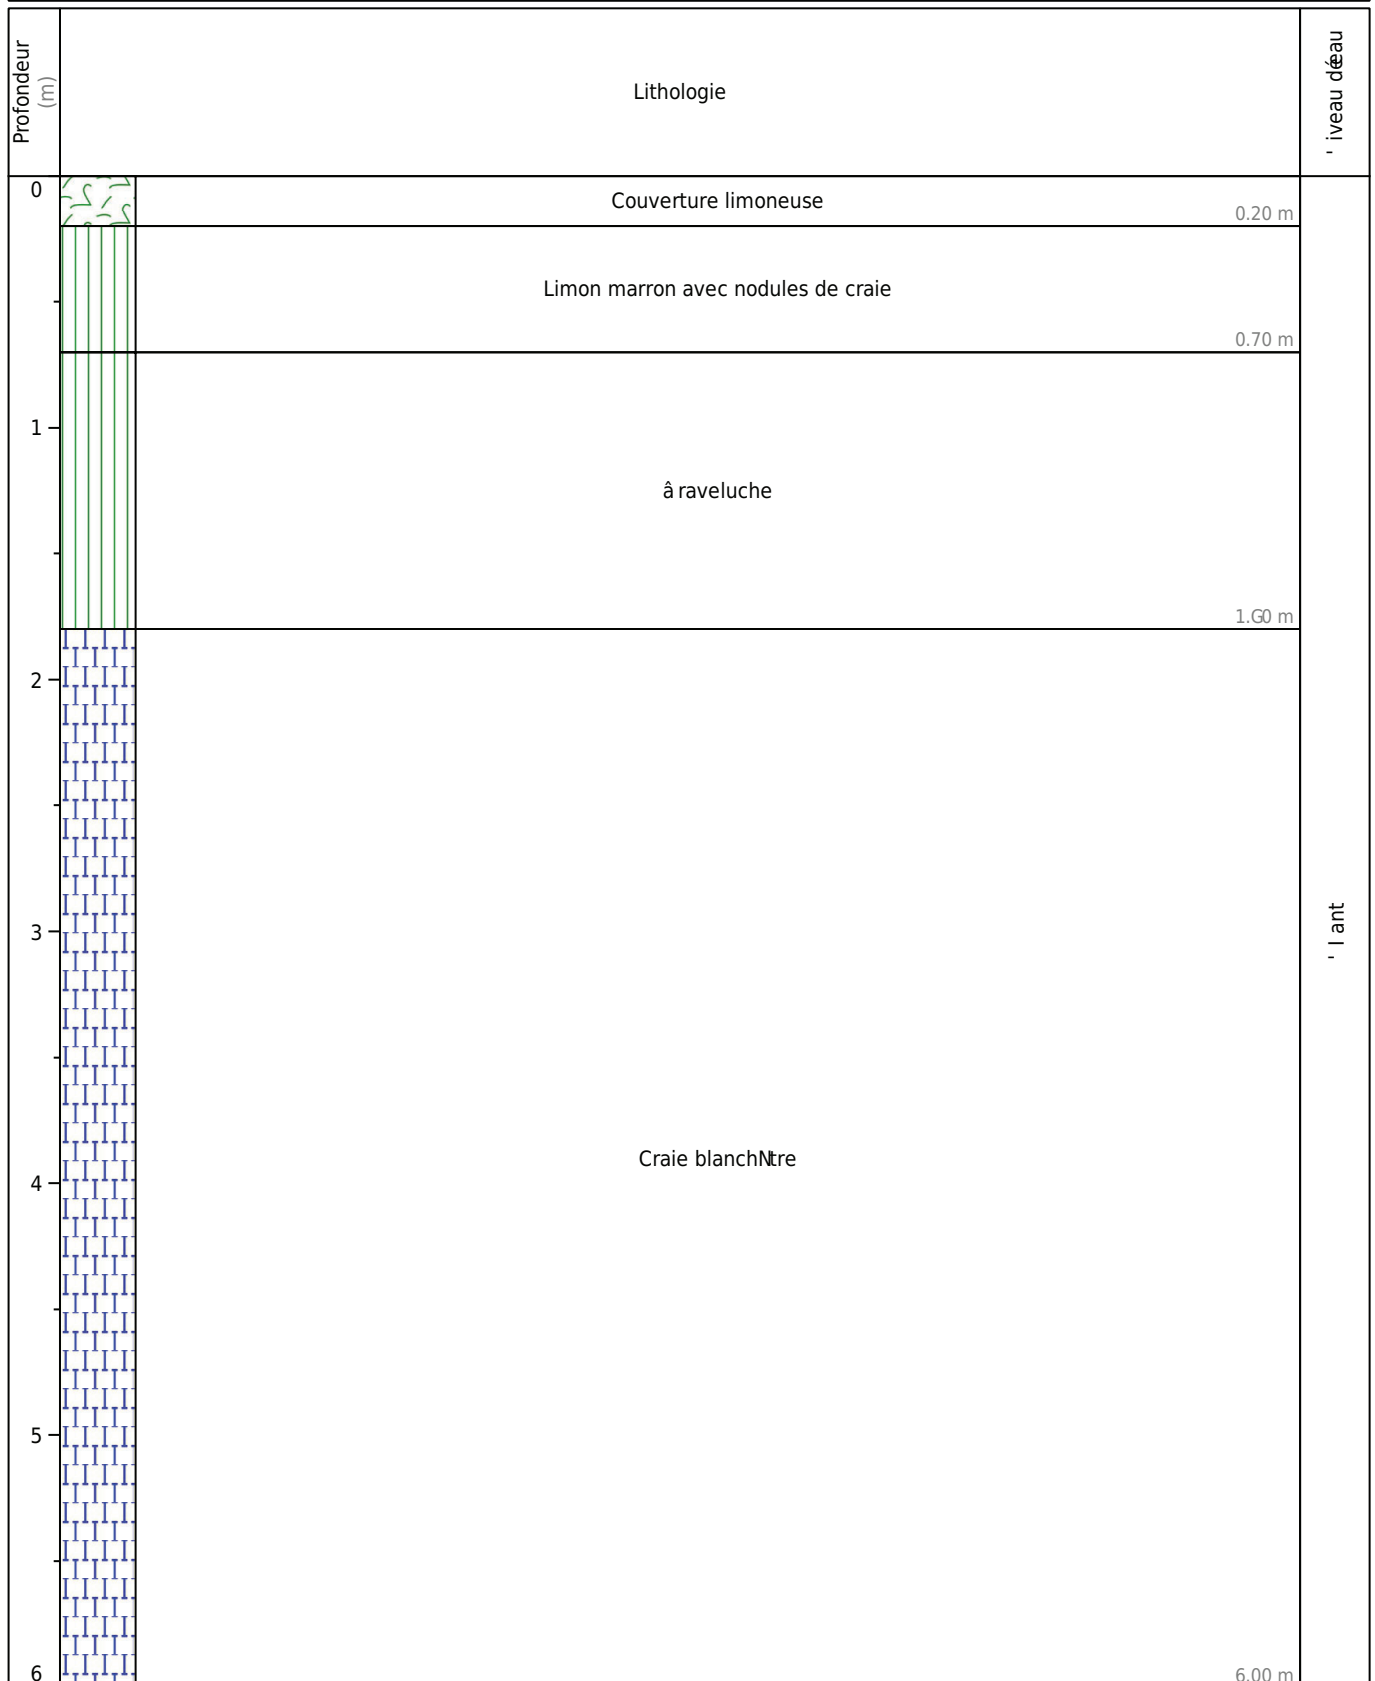 Profondeur
(m)
Lithologie
' iveau déeau
0
Couverture limoneuse
0.20 m
Limon marron avec nodules de craie
0.70 m
1
â raveluche
1.G0 m
2
3
' l ant
Craie blanchNtre
4
5
6
6.00 m